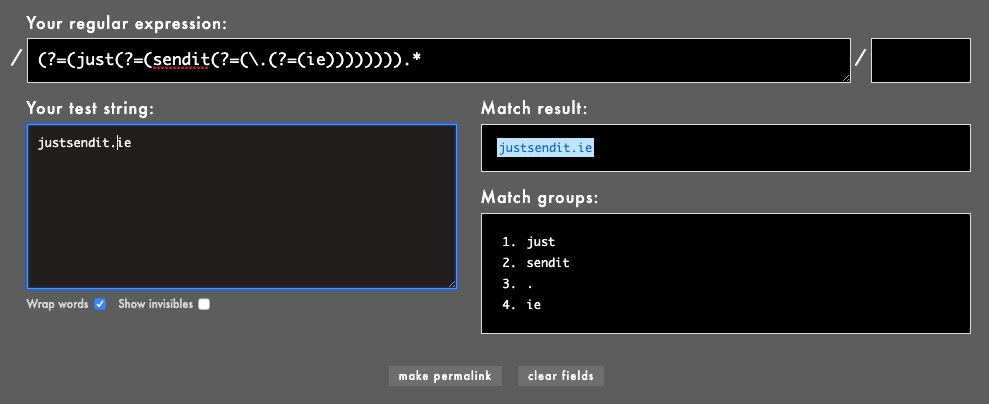 Your regular expression:
/ (?=(just(?=(sendit(?=(\.(?=(ie)))))))).* /
Your test string:
justsendit.ie
Wrap words Show invisibles
Match result:
justsendit.ie
Match groups:
1. just
2. sendit
3. .
4. ie
make permalink clear fields